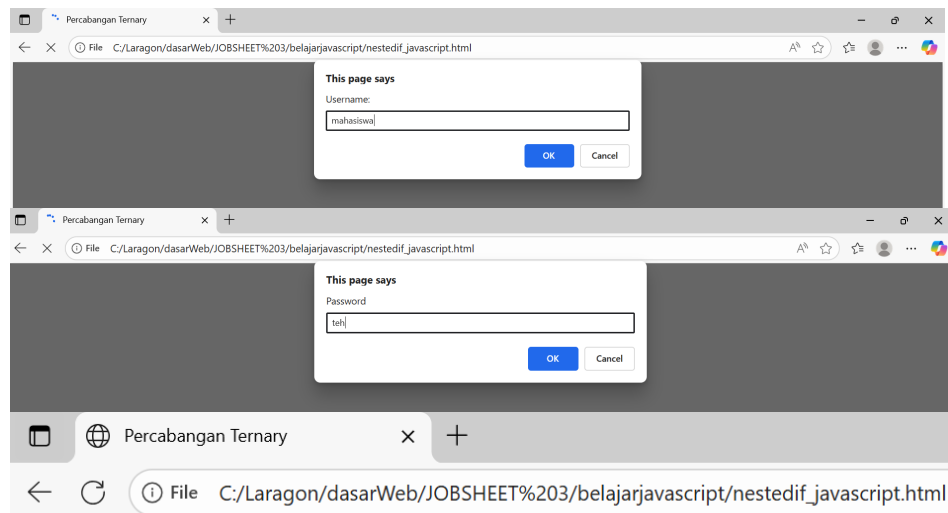 Percabangan Ternary
File C:/Laragon/dasarWeb/JOBSHEET%203/belajarjavascript/nestedif_javascript.html
This page says
Username:
mahasiswa
OK Cancel
Percabangan Ternary
File C:/Laragon/dasarWeb/JOBSHEET%203/belajarjavascript/nestedif_javascript.html
This page says
Password
teh
OK Cancel
Percabangan Ternary
File C:/Laragon/dasarWeb/JOBSHEET%203/belajarjavascript/nestedif_javascript.html